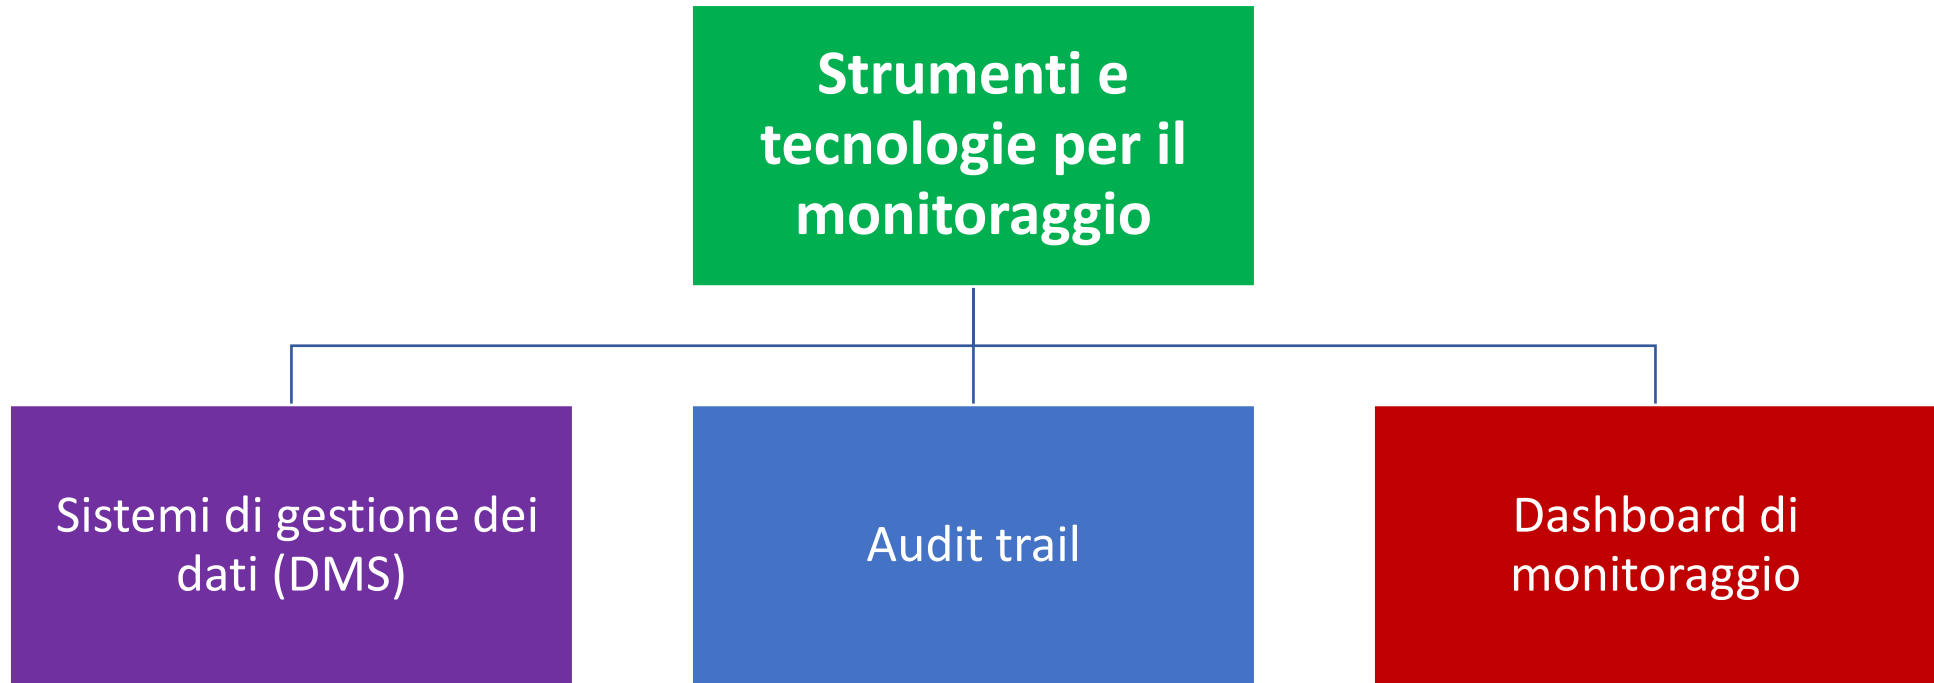 Strumenti e
tecnologie per il
monitoraggio
Sistemi di gestione dei
dati (DMS)
Audit trail
Dashboard di
monitoraggio